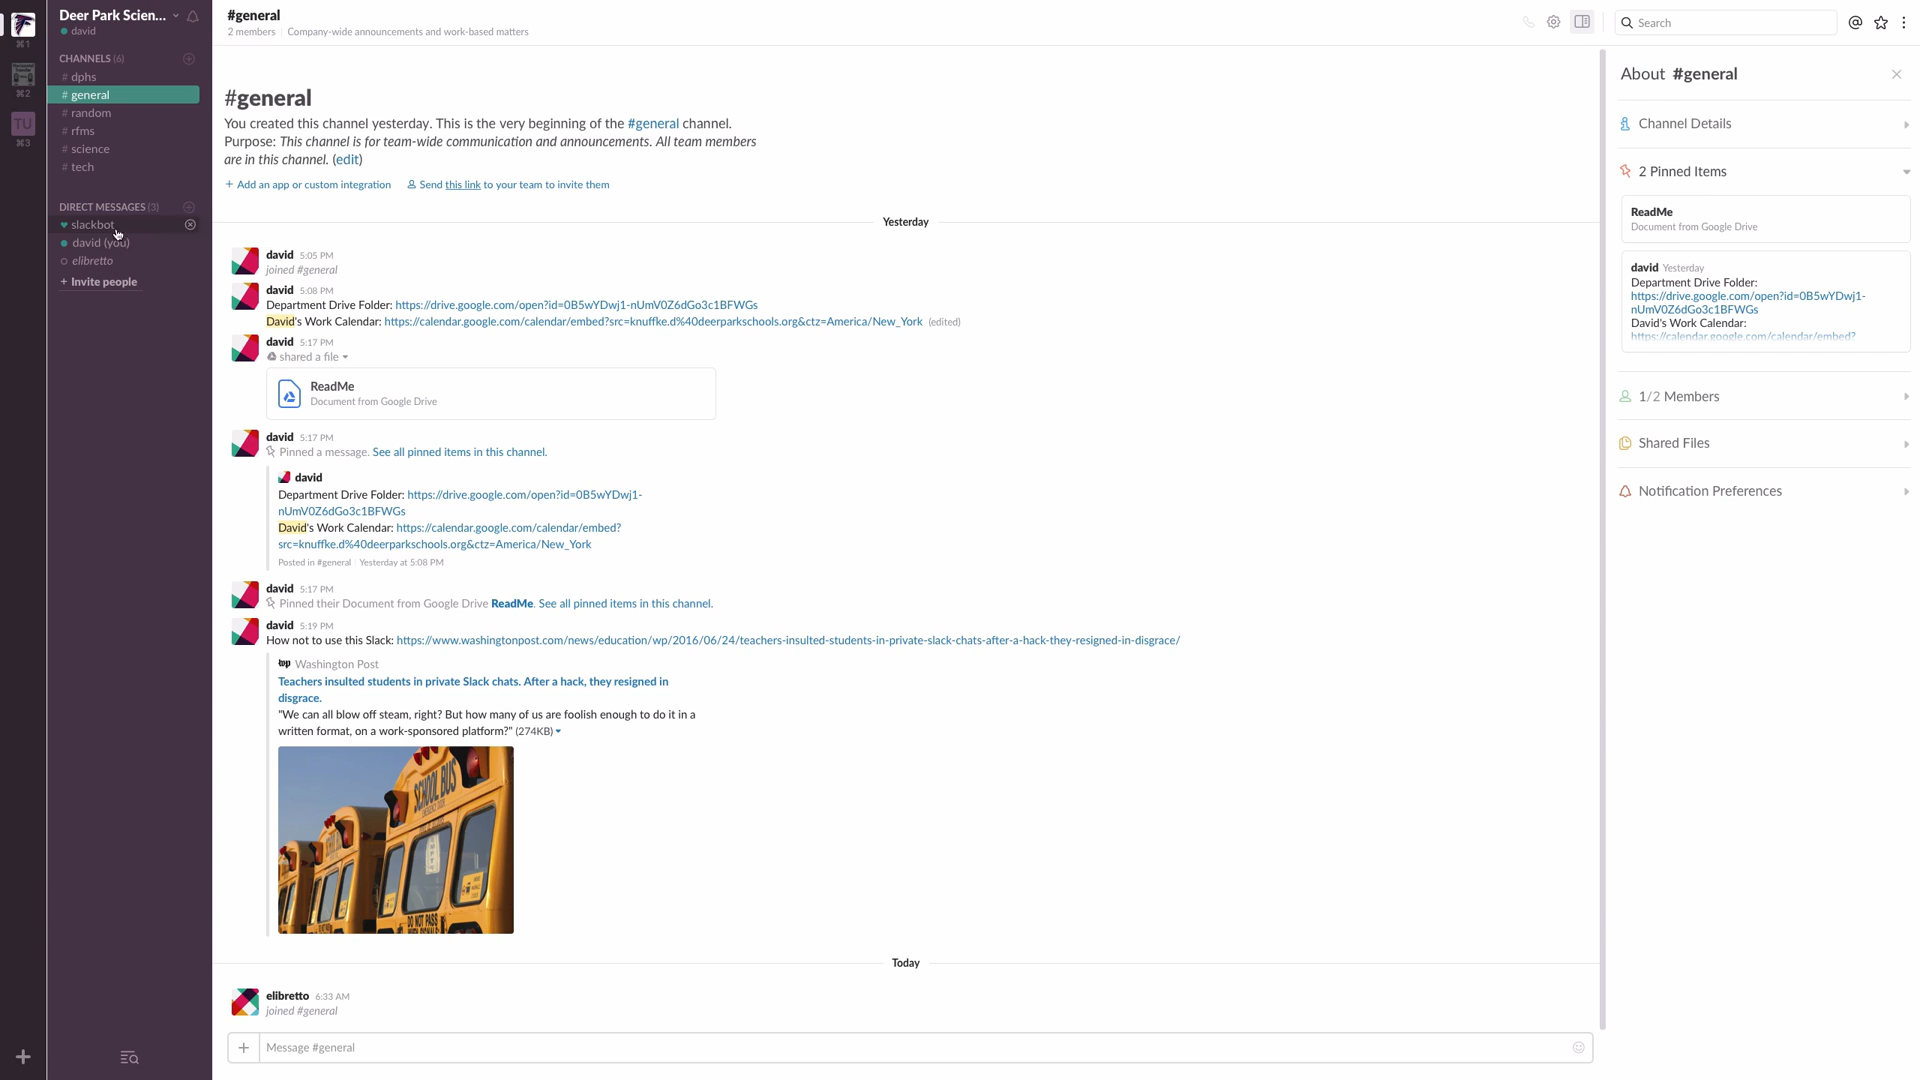 ⌘1
⌘2
TU
⌘3
Deer Park Scien...
david
CHANNELS (6)
# dphs
# general
# random
# rfms
# science
# tech
DIRECT MESSAGES (3)
slackbot
david (you)
elibretto
+ Invite people
#general
2 members | Company-wide announcements and work-based matters
Search
#general
You created this channel yesterday. This is the very beginning of the #general channel.
Purpose: This channel is for team-wide communication and announcements. All team members
are in this channel. (edit)
+ Add an app or custom integration
Send this link to your team to invite them
Yesterday
david 5:05 PM
joined #general
david 5:08 PM
Department Drive Folder: https://drive.google.com/open?id=0B5wYDwj1-nUmV0Z6dGo3c1BFWGs
David's Work Calendar: https://calendar.google.com/calendar/embed?src=knuffke.d%40deerparkschools.org&ctz=America/New_York (edited)
david 5:17 PM
shared a file
ReadMe
Document from Google Drive
david 5:17 PM
Pinned a message. See all pinned items in this channel.
david
Department Drive Folder: https://drive.google.com/open?id=0B5wYDwj1-
nUmV0Z6dGo3c1BFWGs
David's Work Calendar: https://calendar.google.com/calendar/embed?
src=knuffke.d%40deerparkschools.org&ctz=America/New_York
Posted in #general | Yesterday at 5:08 PM
david 5:17 PM
Pinned their Document from Google Drive ReadMe. See all pinned items in this channel.
david 5:19 PM
How not to use this Slack: https://www.washingtonpost.com/news/education/wp/2016/06/24/teachers-insulted-students-in-private-slack-chats-after-a-hack-they-resigned-in-disgrace/
wp Washington Post
Teachers insulted students in private Slack chats. After a hack, they resigned in
disgrace.
"We can all blow off steam, right? But how many of us are foolish enough to do it in a
written format, on a work-sponsored platform?" (274KB)
SCHOOL BUS
EMPTY
DO NOT PASS
Today
elibretto 6:33 AM
joined #general
Message #general
About #general
Channel Details
2 Pinned Items
ReadMe
Document from Google Drive
david Yesterday
Department Drive Folder:
https://drive.google.com/open?id=0B5wYDwj1-
nUmV0Z6dGo3c1BFWGs
David's Work Calendar:
https://calendar.google.com/calendar/embed?
1/2 Members
Shared Files
Notification Preferences